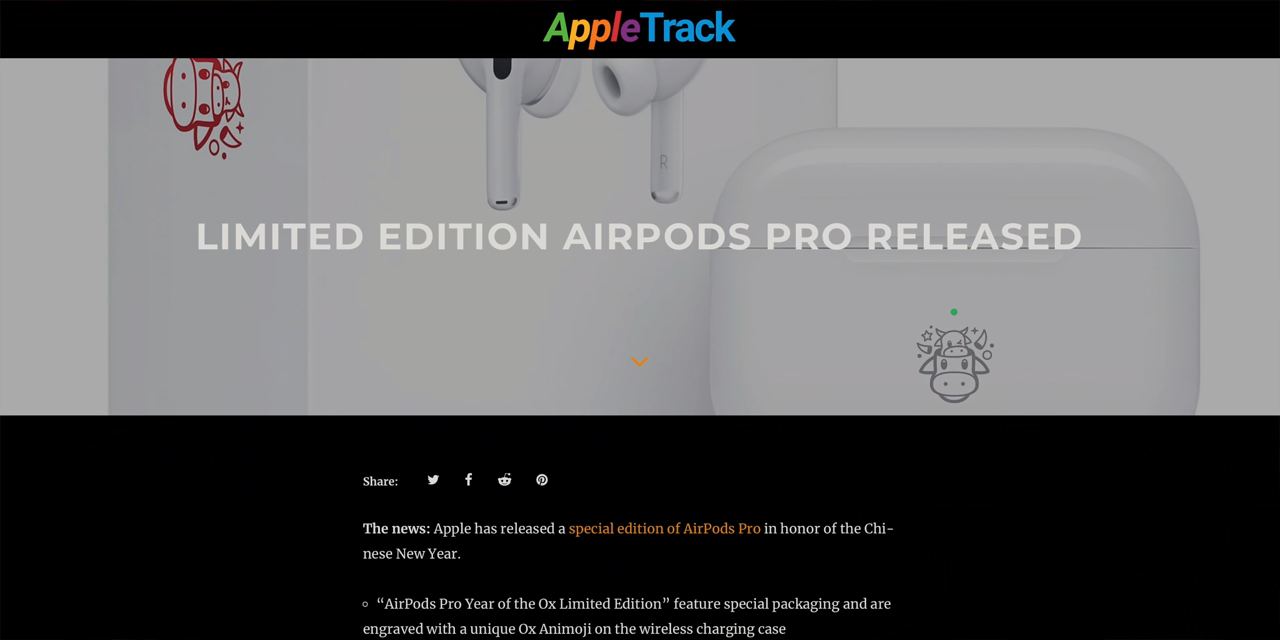 AppleTrack
R
LIMITED EDITION AIRPODS PRO RELEASED
Share:
The news: Apple has released a special edition of AirPods Pro in honor of the Chi-
nese New Year.
“AirPods Pro Year of the Ox Limited Edition” feature special packaging and are
engraved with a unique Ox Animoji on the wireless charging case